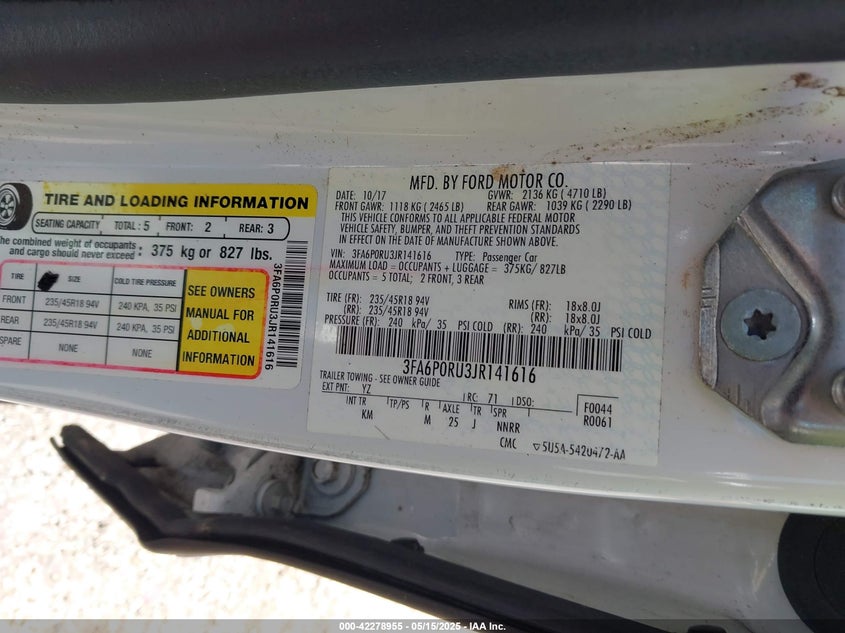 TIRE AND LOADING INFORMATION
SEATING CAPACITY TOTAL : 5 FRONT: 2 REAR: 3
The combined weight of occupants and cargo should never exceed : 375 kg or 827 lbs.
TIRE SIZE COLD TIRE PRESSURE
FRONT 235/45R18 94V 240 KPA, 35 PSI
REAR 235/45R18 94V 240 KPA, 35 PSI
SPARE NONE NONE
SEE OWNERS
MANUAL FOR
ADDITIONAL
INFORMATION
3FA6P0RU3JR141616
MFD. BY FORD MOTOR CO.
DATE: 10/17 GVWR: 2136 KG ( 4710 LB)
FRONT GAWR: 1118 KG ( 2465 LB) REAR GAWR: 1039 KG ( 2290 LB)
THIS VEHICLE CONFORMS TO ALL APPLICABLE FEDERAL MOTOR
VEHICLE SAFETY, BUMPER, AND THEFT PREVENTION STANDARDS
IN EFFECT ON THE DATE OF MANUFACTURE SHOWN ABOVE.
VIN: 3FA6P0RU3JR141616 TYPE: Passenger Car
MAXIMUM LOAD = OCCUPANTS + LUGGAGE = 375KG/ 827LB
OCCUPANTS = 5 TOTAL; 2 FRONT, 3 REAR
TIRE (FR): 235/45R18 94V RIMS (FR): 18x8.0J
(RR): 235/45R18 94V (RR): 18x8.0J
PRESSURE (FR): 240 kPa/ 35 PSI COLD (RR): 240 kPa/ 35 PSI COLD
3FA6P0RU3JR141616
TRAILER TOWING - SEE OWNER GUIDE
EXT PNT: YZ RC: 71 DSO: F0044
INT TR TP/PS R AXLE TR SPR R0061
KM M 25 J NNRR
CMC 5U5A-5420472-AA
000-42278955 - 05/15/2025 - © IAA Inc.